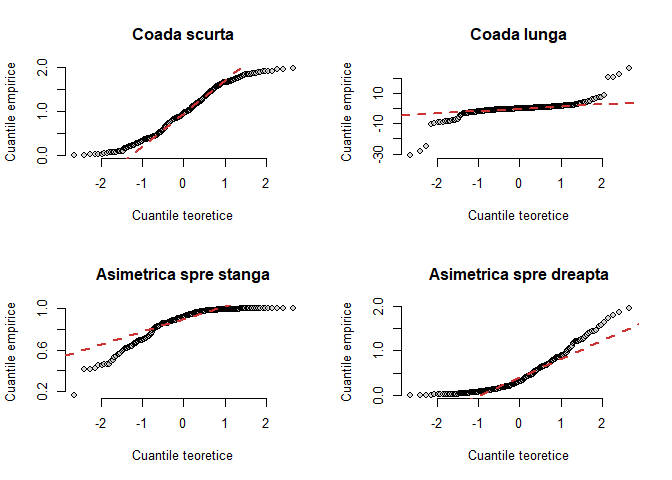 Coada scurta
Cuantile empirice
2.0
1.0
0.0
-2 -1 0 1 2
Cuantile teoretice
Coada lunga
Cuantile empirice
10
-10
-30
-2 -1 0 1 2
Cuantile teoretice
Asimetrica spre stanga
Cuantile empirice
1.0
0.6
0.2
-2 -1 0 1 2
Cuantile teoretice
Asimetrica spre dreapta
Cuantile empirice
2.0
1.0
0.0
-2 -1 0 1 2
Cuantile teoretice